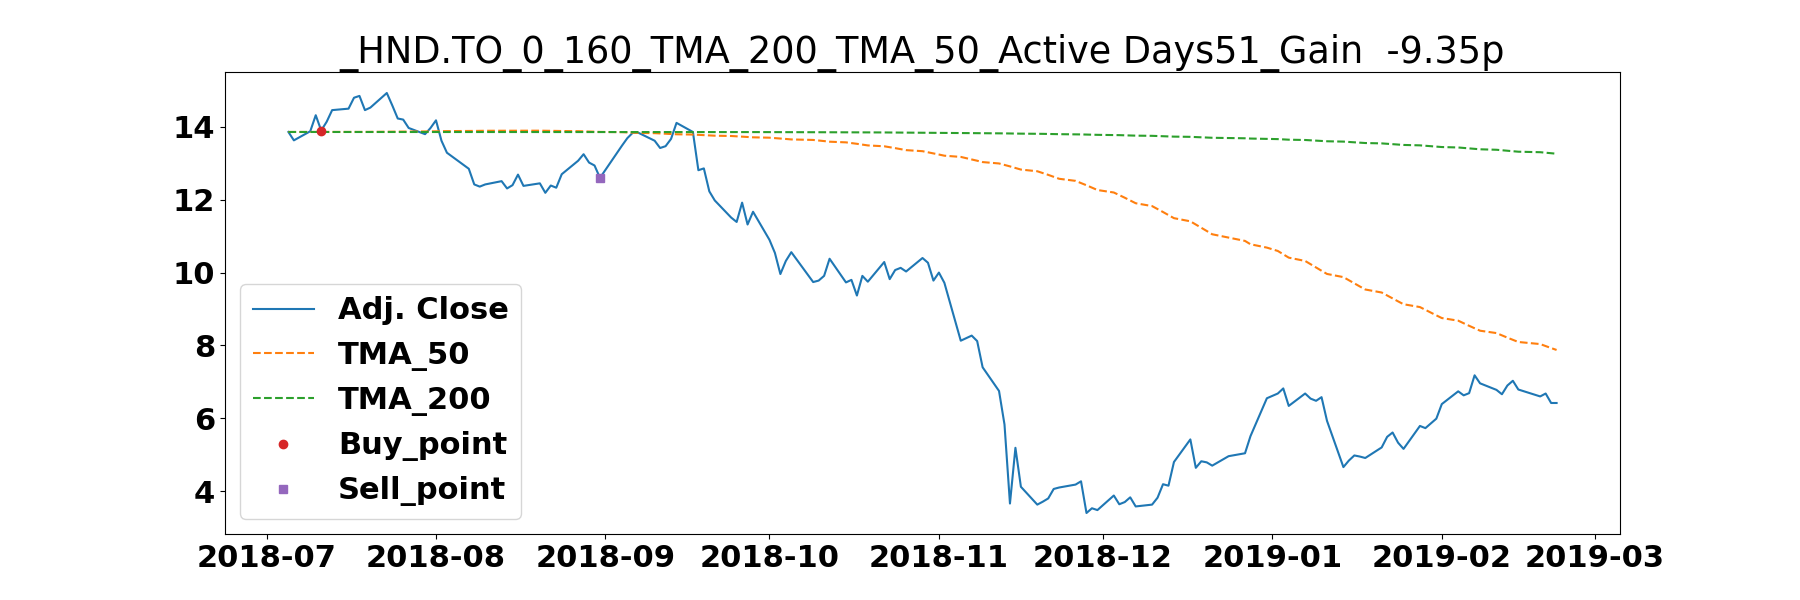 _HND.TO_0_160_TMA_200_TMA_50_Active Days51_Gain  -9.35p
14
12
10
8
6
4
Adj. Close
TMA_50
TMA_200
Buy_point
Sell_point
2018-07 2018-08 2018-09 2018-10 2018-11 2018-12 2019-01 2019-02 2019-03